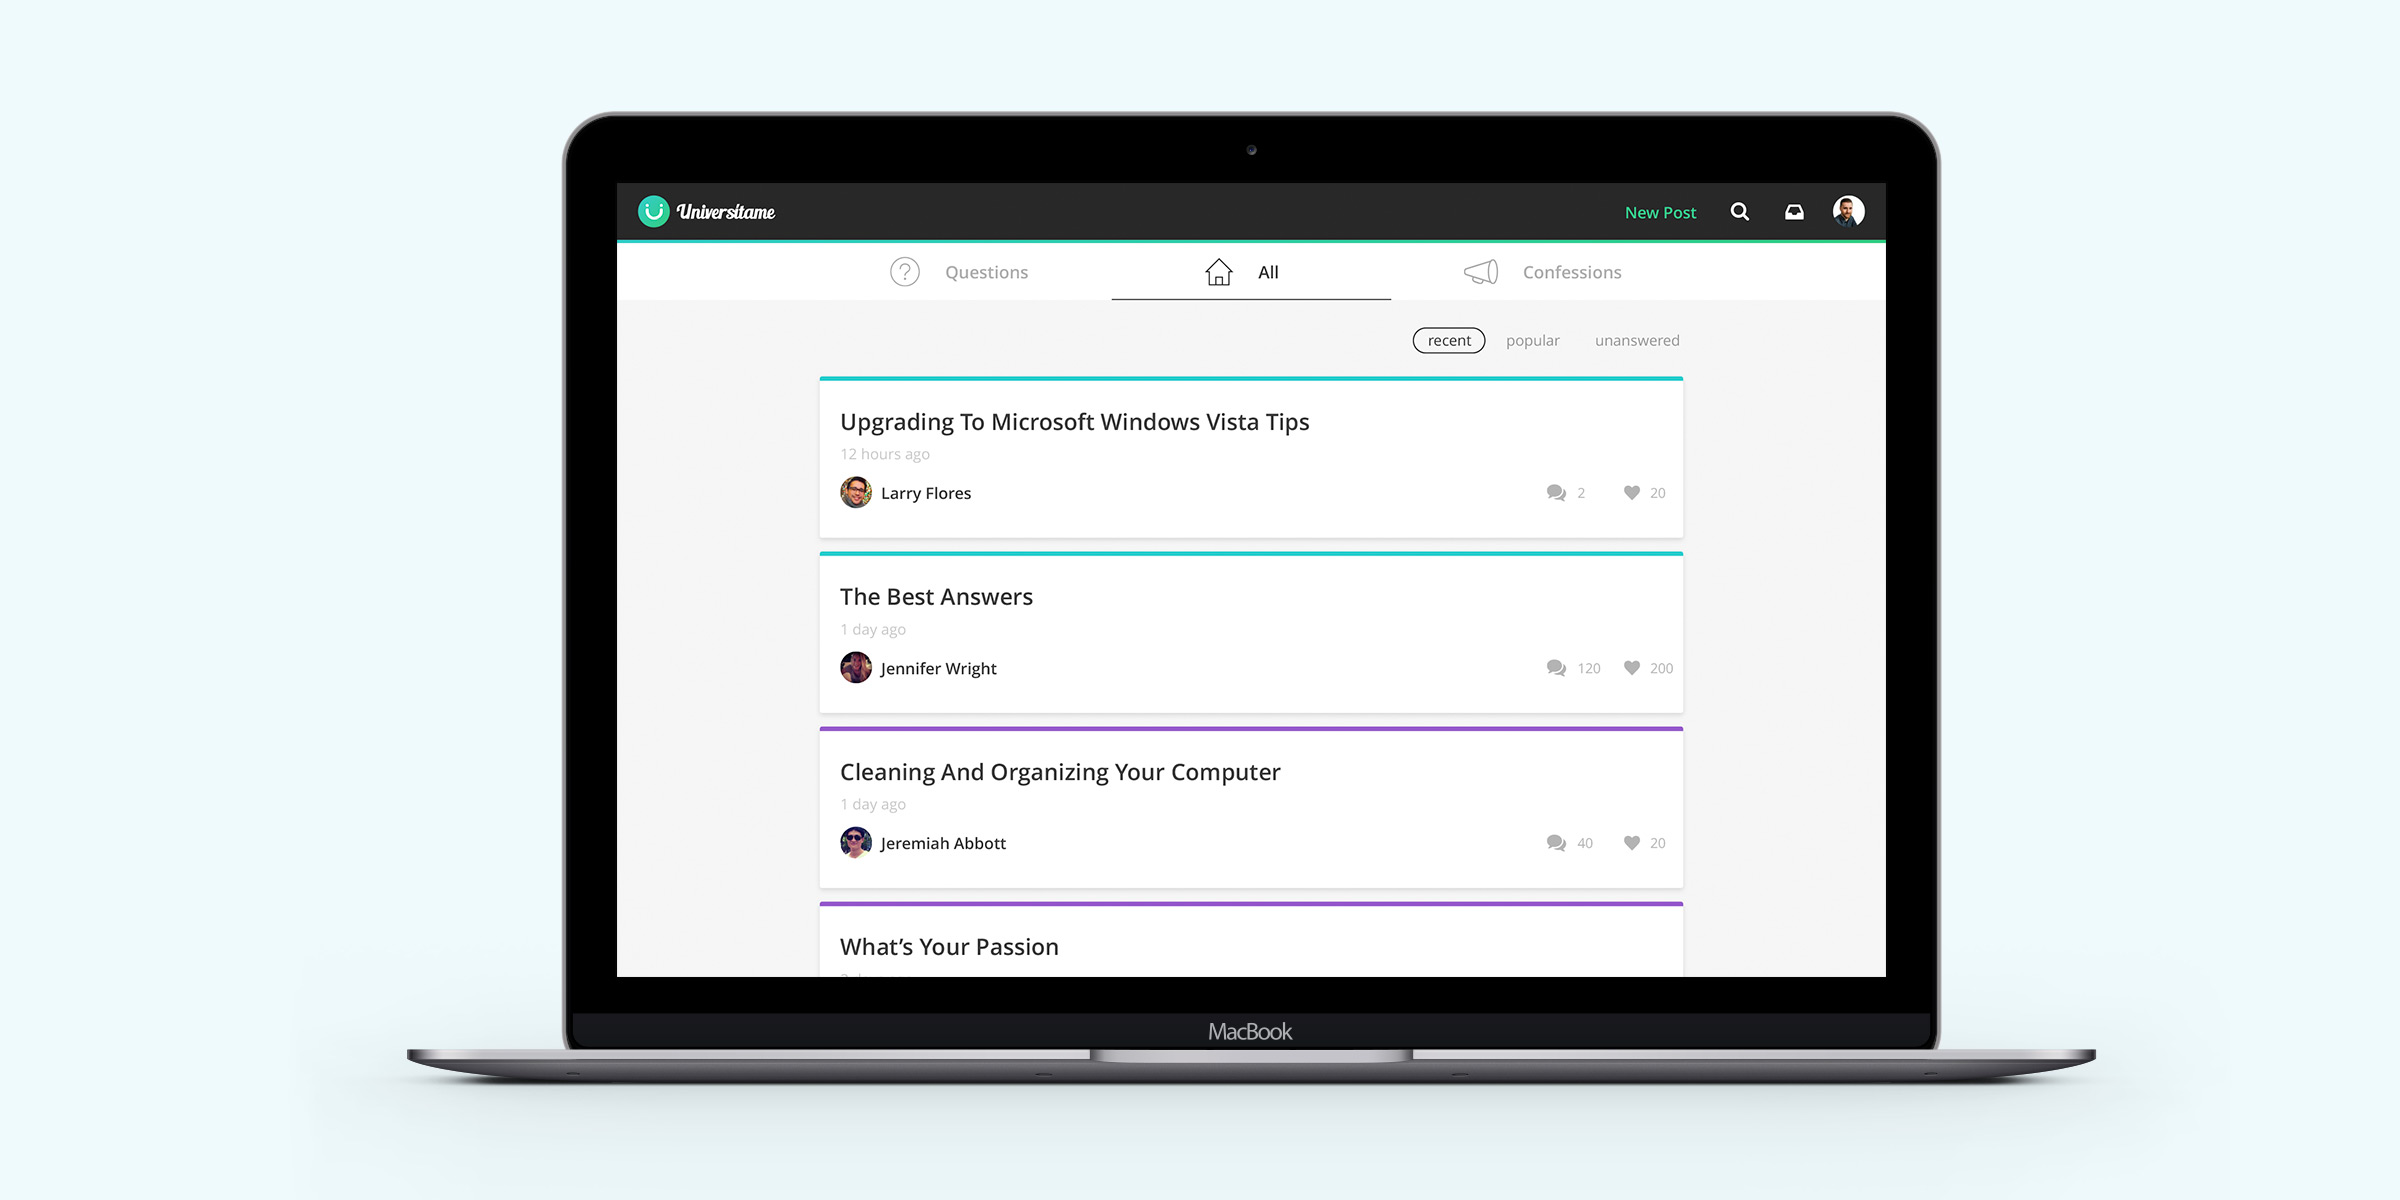 Universitame
New Post
Questions
All
Confessions
recent
popular
unanswered
Upgrading To Microsoft Windows Vista Tips
12 hours ago
Larry Flores
2
20
The Best Answers
1 day ago
Jennifer Wright
120
200
Cleaning And Organizing Your Computer
1 day ago
Jeremiah Abbott
40
20
What's Your Passion
MacBook